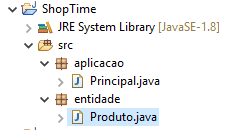 ShopTime
JRE System Library [JavaSE-1.8]
src
aplicacao
Principal.java
entidade
Produto.java